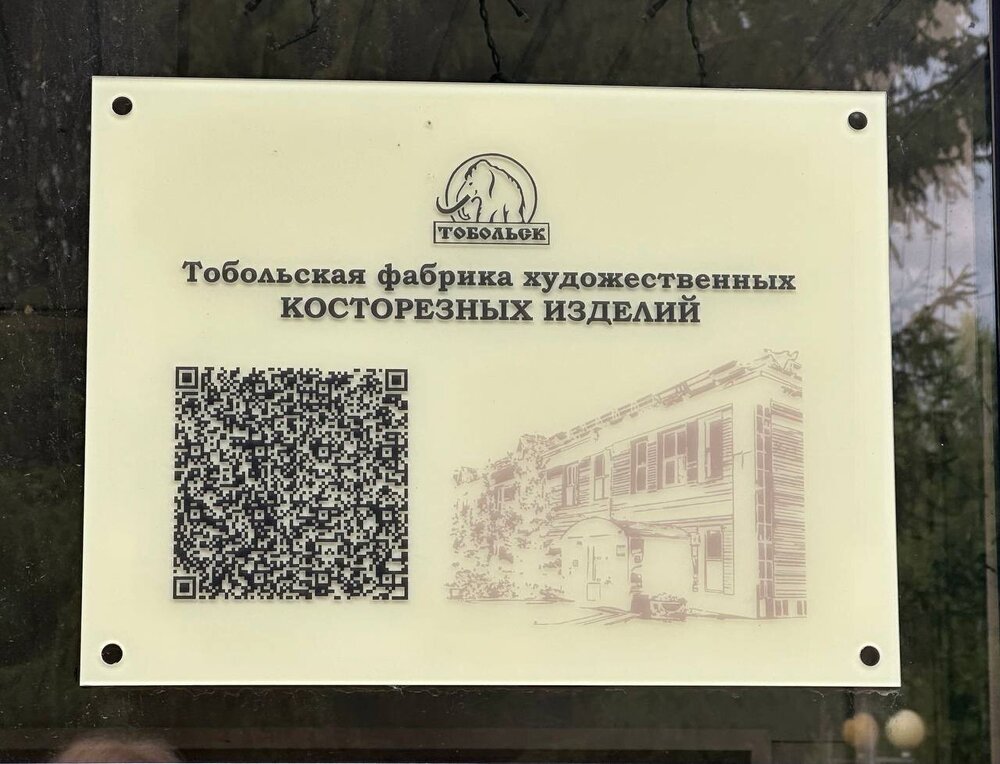 ТОБОЛЬСК
Тобольская фабрика художественных
КОСТОРЕЗНЫХ ИЗДЕЛИЙ